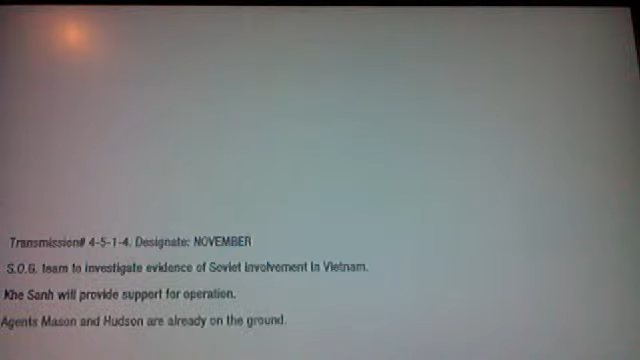 Transmission# 4-5-1-4. Designate: NOVEMBER
S.O.G. team to investigate evidence of Soviet involvement in Vietnam.
Khe Sanh will provide support for operation.
Agents Mason and Hudson are already on the ground.